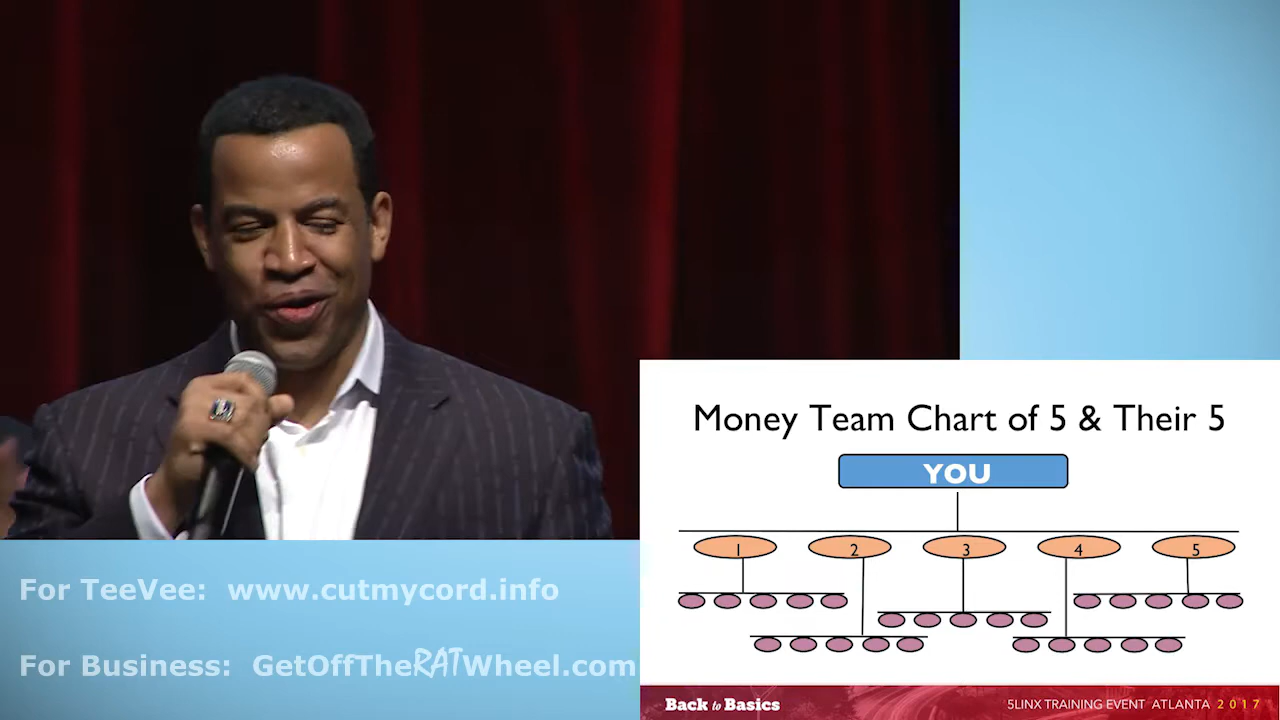 Money Team Chart of 5 & Their 5
YOU
1 2 3 4 5
For TeeVee: www.cutmycord.info
For Business: GetOffTheRATWheel.com
Back to Basics
5LINX TRAINING EVENT ATLANTA 2017